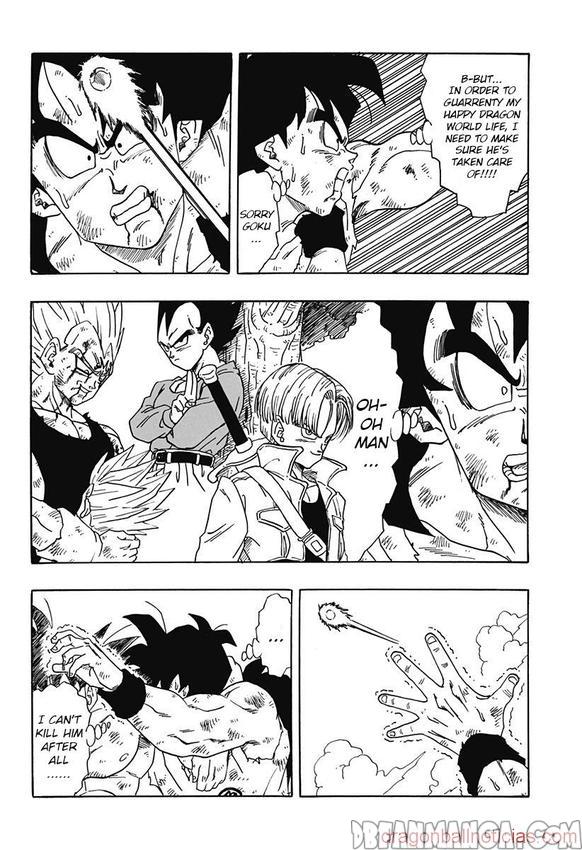 B-BUT...
IN ORDER TO
GUARRENTY MY
HAPPY DRAGON
WORLD LIFE, I
NEED TO MAKE
SURE HE'S
TAKEN CARE
OF!!!!
SORRY
GOKU
...
OH-
OH
MAN
...
...
I CAN'T
KILL HIM
AFTER
ALL
......
DBFANMANGA.COM
dragonballnoticias.com